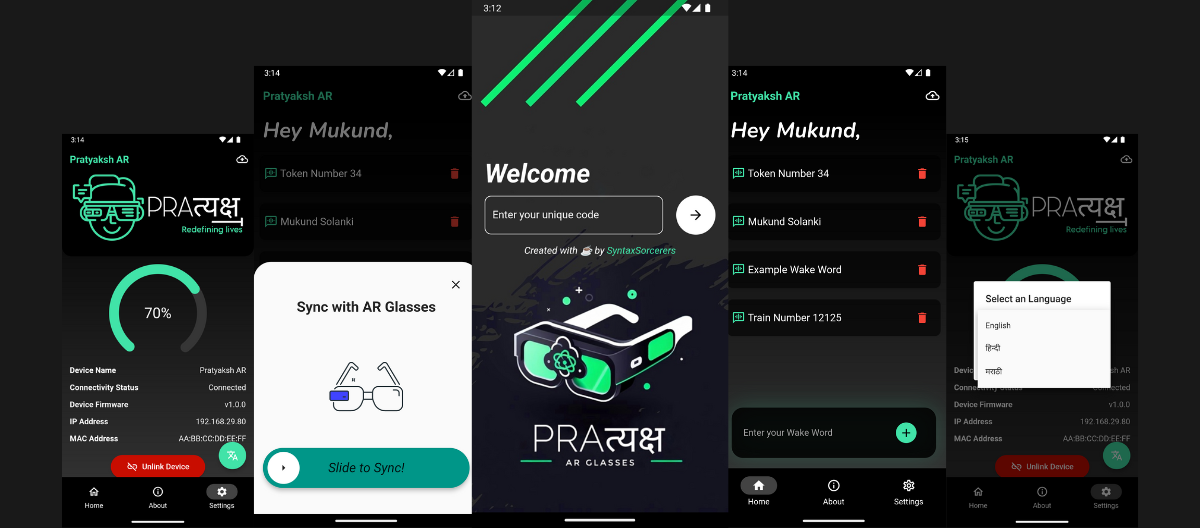 3:14
Pratyaksh AR
PRAत्यक्ष
Redefining lives
70%
Device Name Pratyaksh AR
Connectivity Status Connected
Device Firmware v1.0.0
IP Address 192.168.29.80
MAC Address AA:BB:CC:DD:EE:FF
Unlink Device
Home About Settings
3:14
Pratyaksh AR
Hey Mukund,
Token Number 34
Mukund Solanki
Sync with AR Glasses
Slide to Sync!
3:12
Welcome
Enter your unique code
Created with ☕ by SyntaxSorcerers
PRAत्यक्ष
AR GLASSES
3:14
Pratyaksh AR
Hey Mukund,
Token Number 34
Mukund Solanki
Example Wake Word
Train Number 12125
Enter your Wake Word
Home About Settings
3:15
Pratyaksh AR
PRAत्यक्ष
Redefining lives
Select an Language
English
हिन्दी
मराठी
Device Name Pratyaksh AR
Connectivity Status Connected
Device Firmware v1.0.0
IP Address 192.168.29.80
MAC Address AA:BB:CC:DD:EE:FF
Unlink Device
Home About Settings